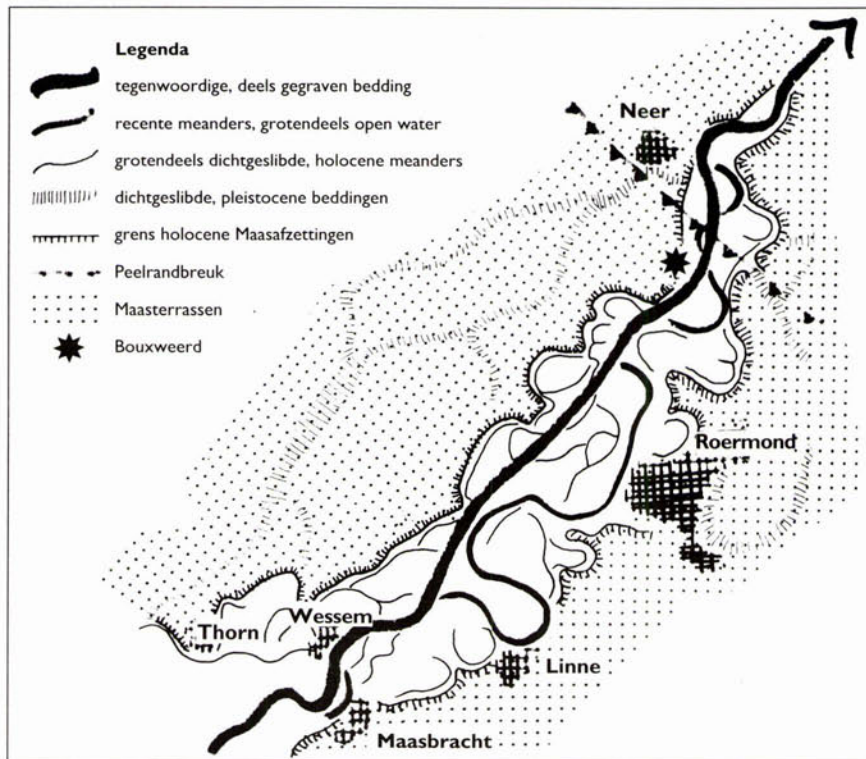 Legenda
tegenwoordige, deels gegraven bedding
recente meanders, grotendeels open water
grotendeels dichtgeslibde, holocene meanders
dichtgeslibde, pleistocene beddingen
grens holocene Maasafzettingen
Peelrandbreuk
Maasterrassen
Bouxweerd
Neer
Roermond
Wessem
Thorn
Linne
Maasbracht